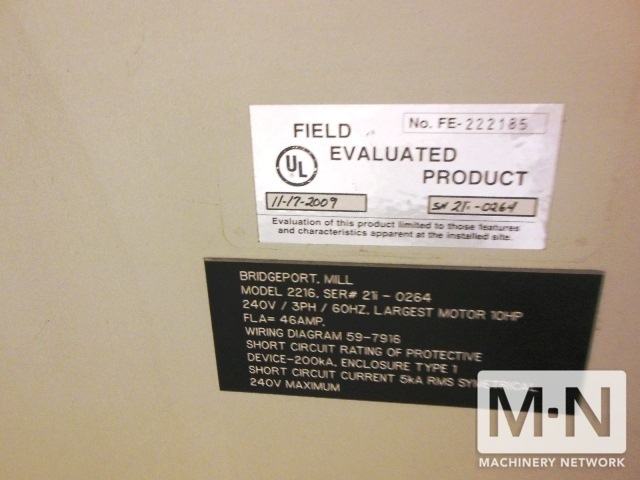 No. FE-222185
FIELD
UL
EVALUATED
PRODUCT
11-17-2009
SN 21i-0264
Evaluation of this product limited to those features
and characteristics apparent at the installed site.
BRIDGEPORT, MILL
MODEL 2216, SER# 21i - 0264
240V / 3PH / 60HZ, LARGEST MOTOR 10HP
FLA= 46AMP,
WIRING DIAGRAM 59-7916
SHORT CIRCUIT RATING OF PROTECTIVE
DEVICE-200kA, ENCLOSURE TYPE 1
SHORT CIRCUIT CURRENT 5kA RMS SYMETRICAL
240V MAXIMUM
M·N
MACHINERY NETWORK